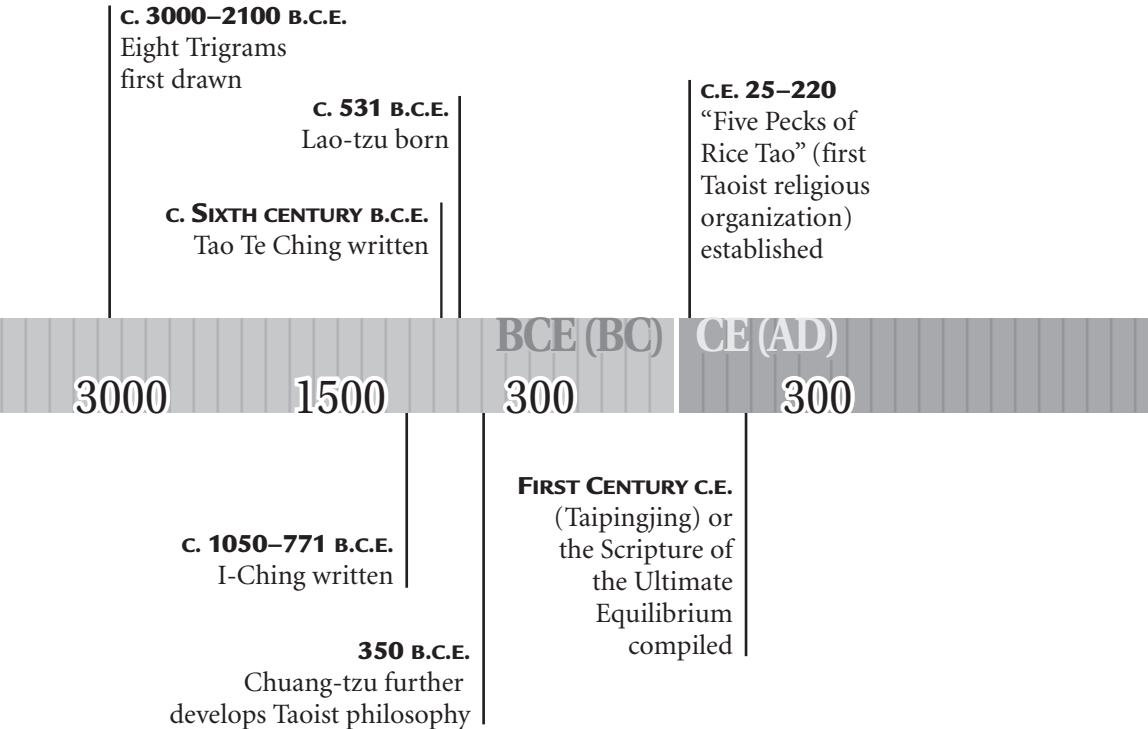 C. 3000–2100 B.C.E.
Eight Trigrams
first drawn
C. 531 B.C.E.
Lao-tzu born
C. SIXTH CENTURY B.C.E.
Tao Te Ching written
C.E. 25–220
“Five Pecks of
Rice Tao” (first
Taoist religious
organization)
established
BCE (BC) CE (AD)
3000 1500 300 300
C. 1050–771 B.C.E.
I-Ching written
350 B.C.E.
Chuang-tzu further
develops Taoist philosophy
FIRST CENTURY C.E.
(Taipingjing) or
the Scripture of
the Ultimate
Equilibrium
compiled